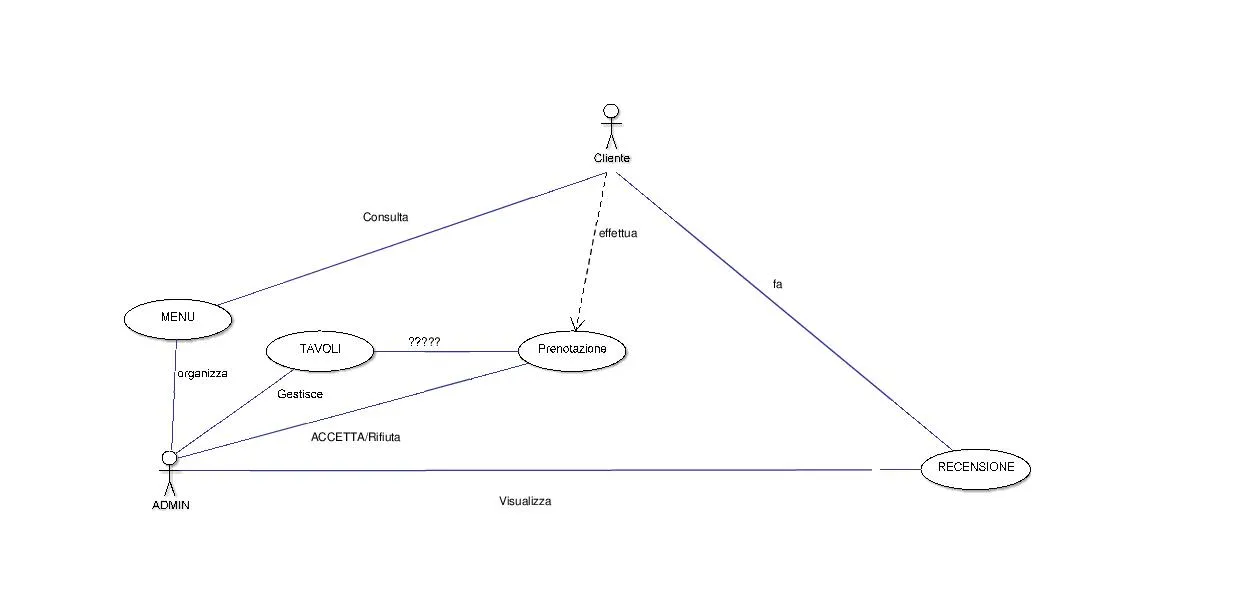 Cliente
Consulta
effettua
fa
MENU
TAVOLI
?????
Prenotazione
organizza
Gestisce
ACCETTA/Rifiuta
RECENSIONE
Visualizza
ADMIN